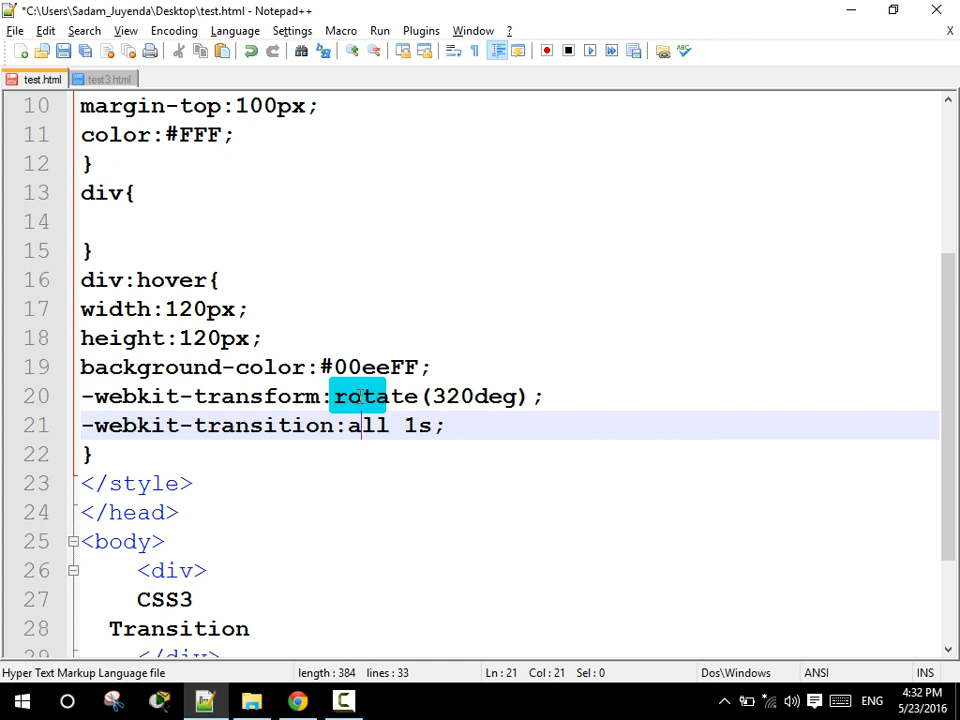 *C:\Users\Sadam_Juyenda\Desktop\test.html - Notepad++
File Edit Search View Encoding Language Settings Macro Run Plugins Window ? X
test.html test3.html
10 margin-top:100px;
11 color:#FFF;
12 }
13 div{
14
15 }
16 div:hover{
17 width:120px;
18 height:120px;
19 background-color:#00eeFF;
20 -webkit-transform:rotate(320deg);
21 -webkit-transition:all 1s;
22 }
23 </style>
24 </head>
25 <body>
26 <div>
27 CSS3
28 Transition
29 </div>
Hyper Text Markup Language file length : 384 lines : 33 Ln : 21 Col : 21 Sel : 0 Dos\Windows ANSI INS
ENG 4:32 PM
5/23/2016